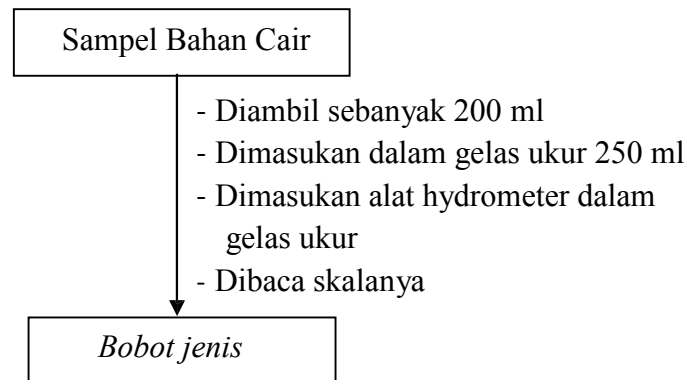 Sampel Bahan Cair
- Diambil sebanyak 200 ml
- Dimasukan dalam gelas ukur 250 ml
- Dimasukan alat hydrometer dalam
gelas ukur
- Dibaca skalanya
Bobot jenis